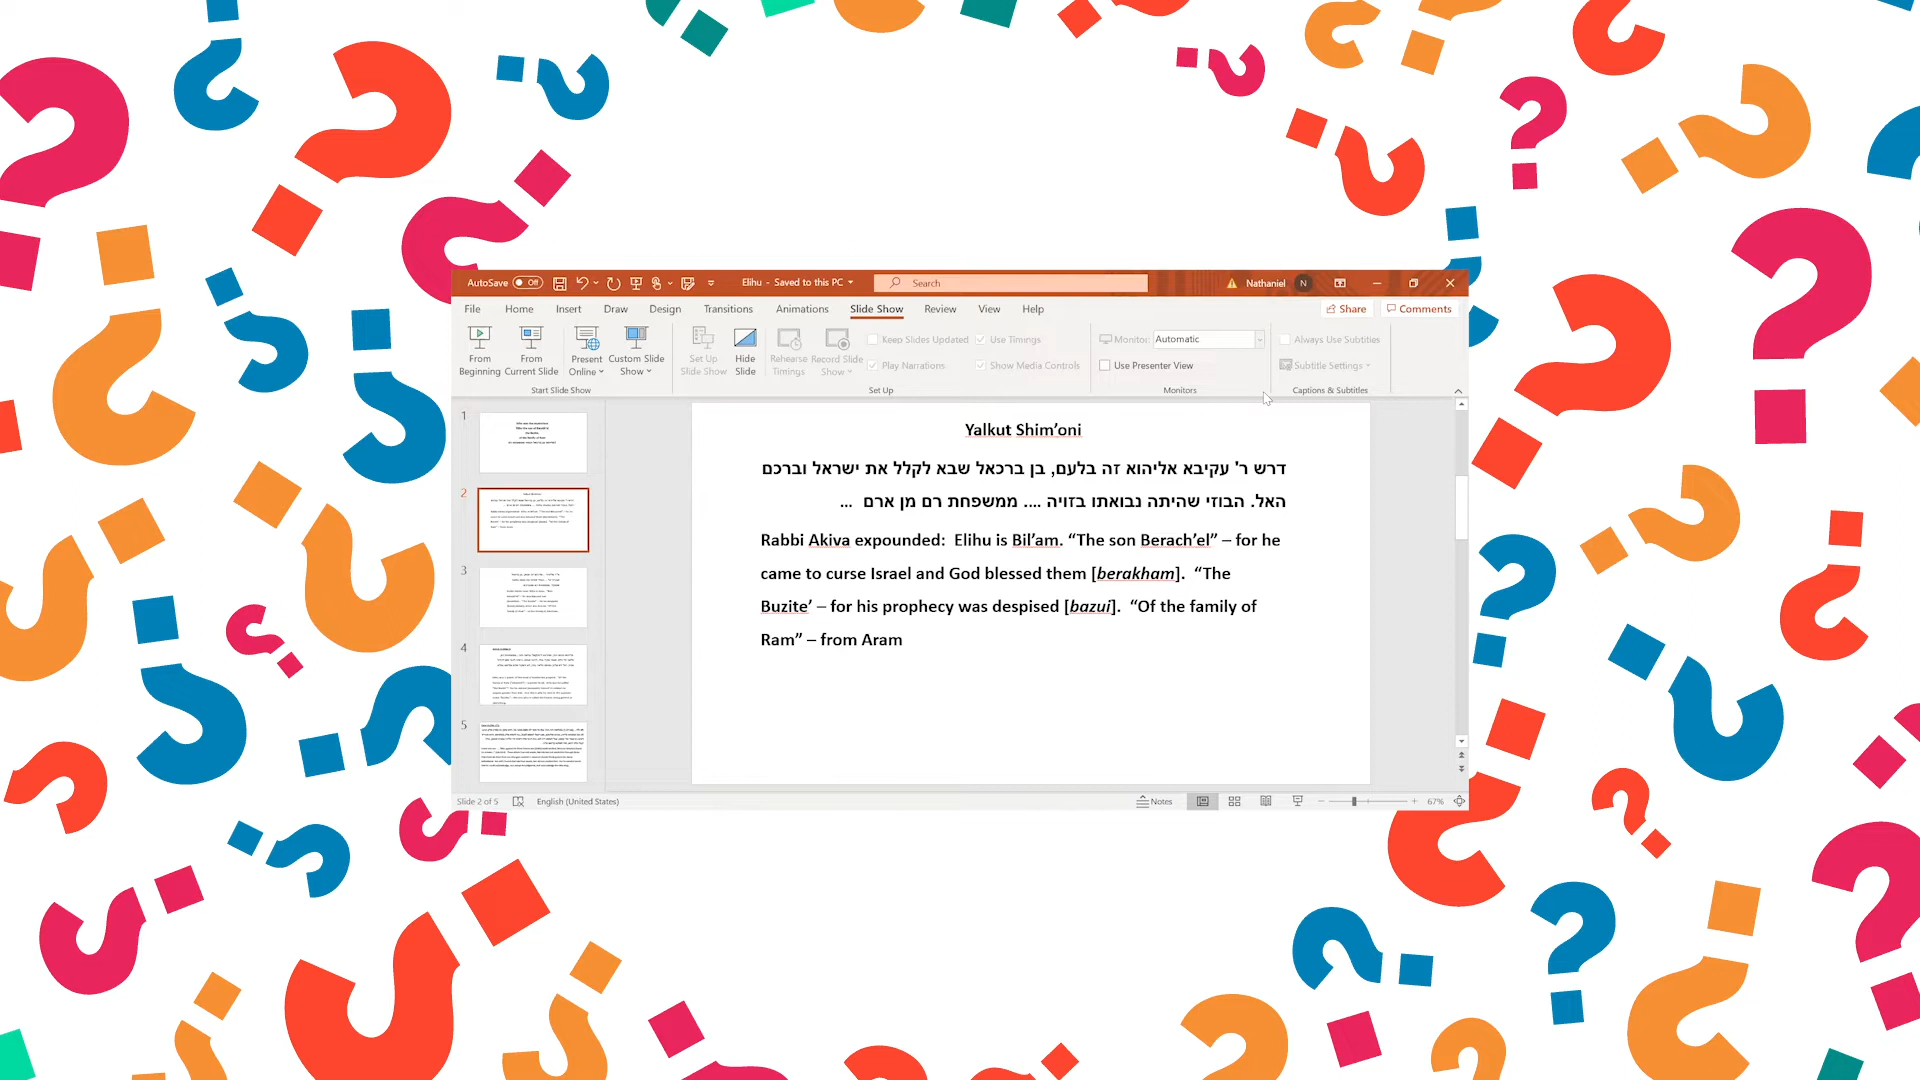 AutoSave Off
Elihu - Saved to this PC
Search
Nathaniel N
File Home Insert Draw Design Transitions Animations Slide Show Review View Help Share Comments
From Beginning
From Current Slide
Present Online
Custom Slide Show
Set Up Slide Show
Hide Slide
Rehearse Timings
Record Slide Show
Keep Slides Updated
Play Narrations
Use Timings
Show Media Controls
Monitor: Automatic
Use Presenter View
Always Use Subtitles
Subtitle Settings
Start Slide Show Set Up Monitors Captions & Subtitles
1
2
3
4
5
Yalkut Shim’oni
דרש ר' עקיבא אליהוא זה בלעם, בן ברכאל שבא לקלל את ישראל וברכם
האל. הבוזי שהיתה נבואתו בזויה .... ממשפחת רם מן ארם ...
Rabbi Akiva expounded: Elihu is Bil’am. “The son Berach’el” – for he
came to curse Israel and God blessed them [berakham]. “The
Buzite’ – for his prophecy was despised [bazui]. “Of the family of
Ram” – from Aram
Slide 2 of 5 English (United States) Notes 67%